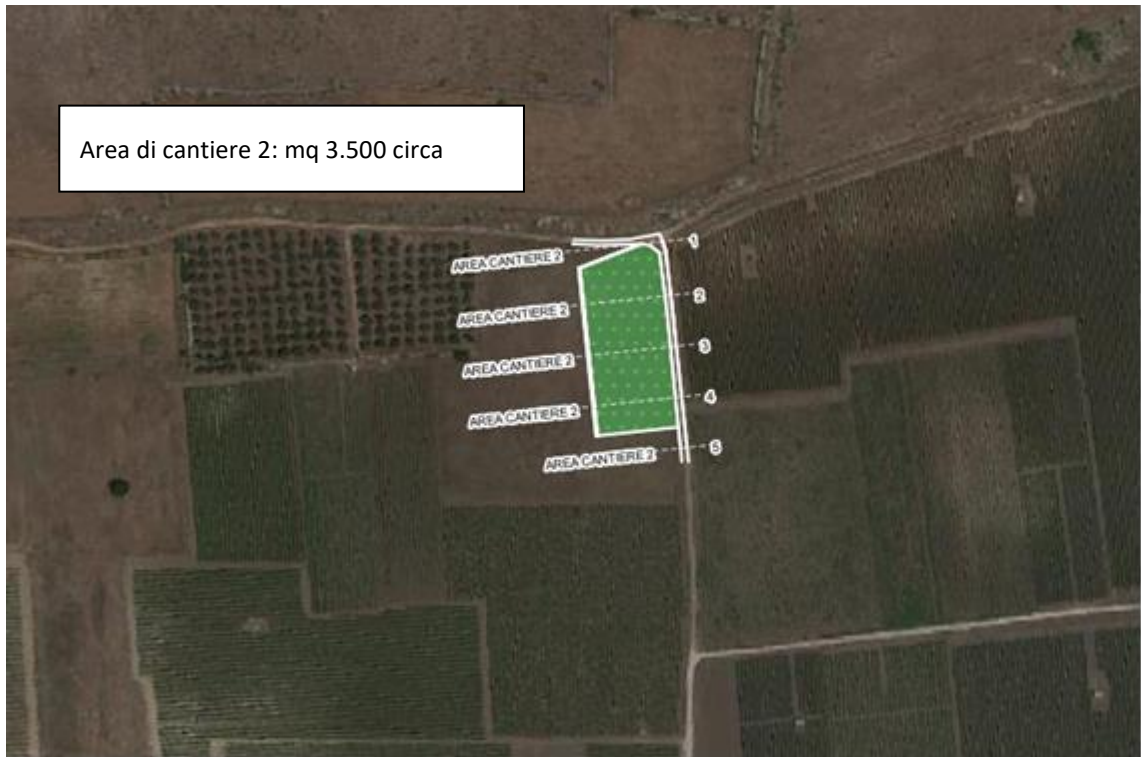 Area di cantiere 2: mq 3.500 circa
AREA CANTIERE 2 1
AREA CANTIERE 2 2
AREA CANTIERE 2 3
AREA CANTIERE 2 4
AREA CANTIERE 2 5